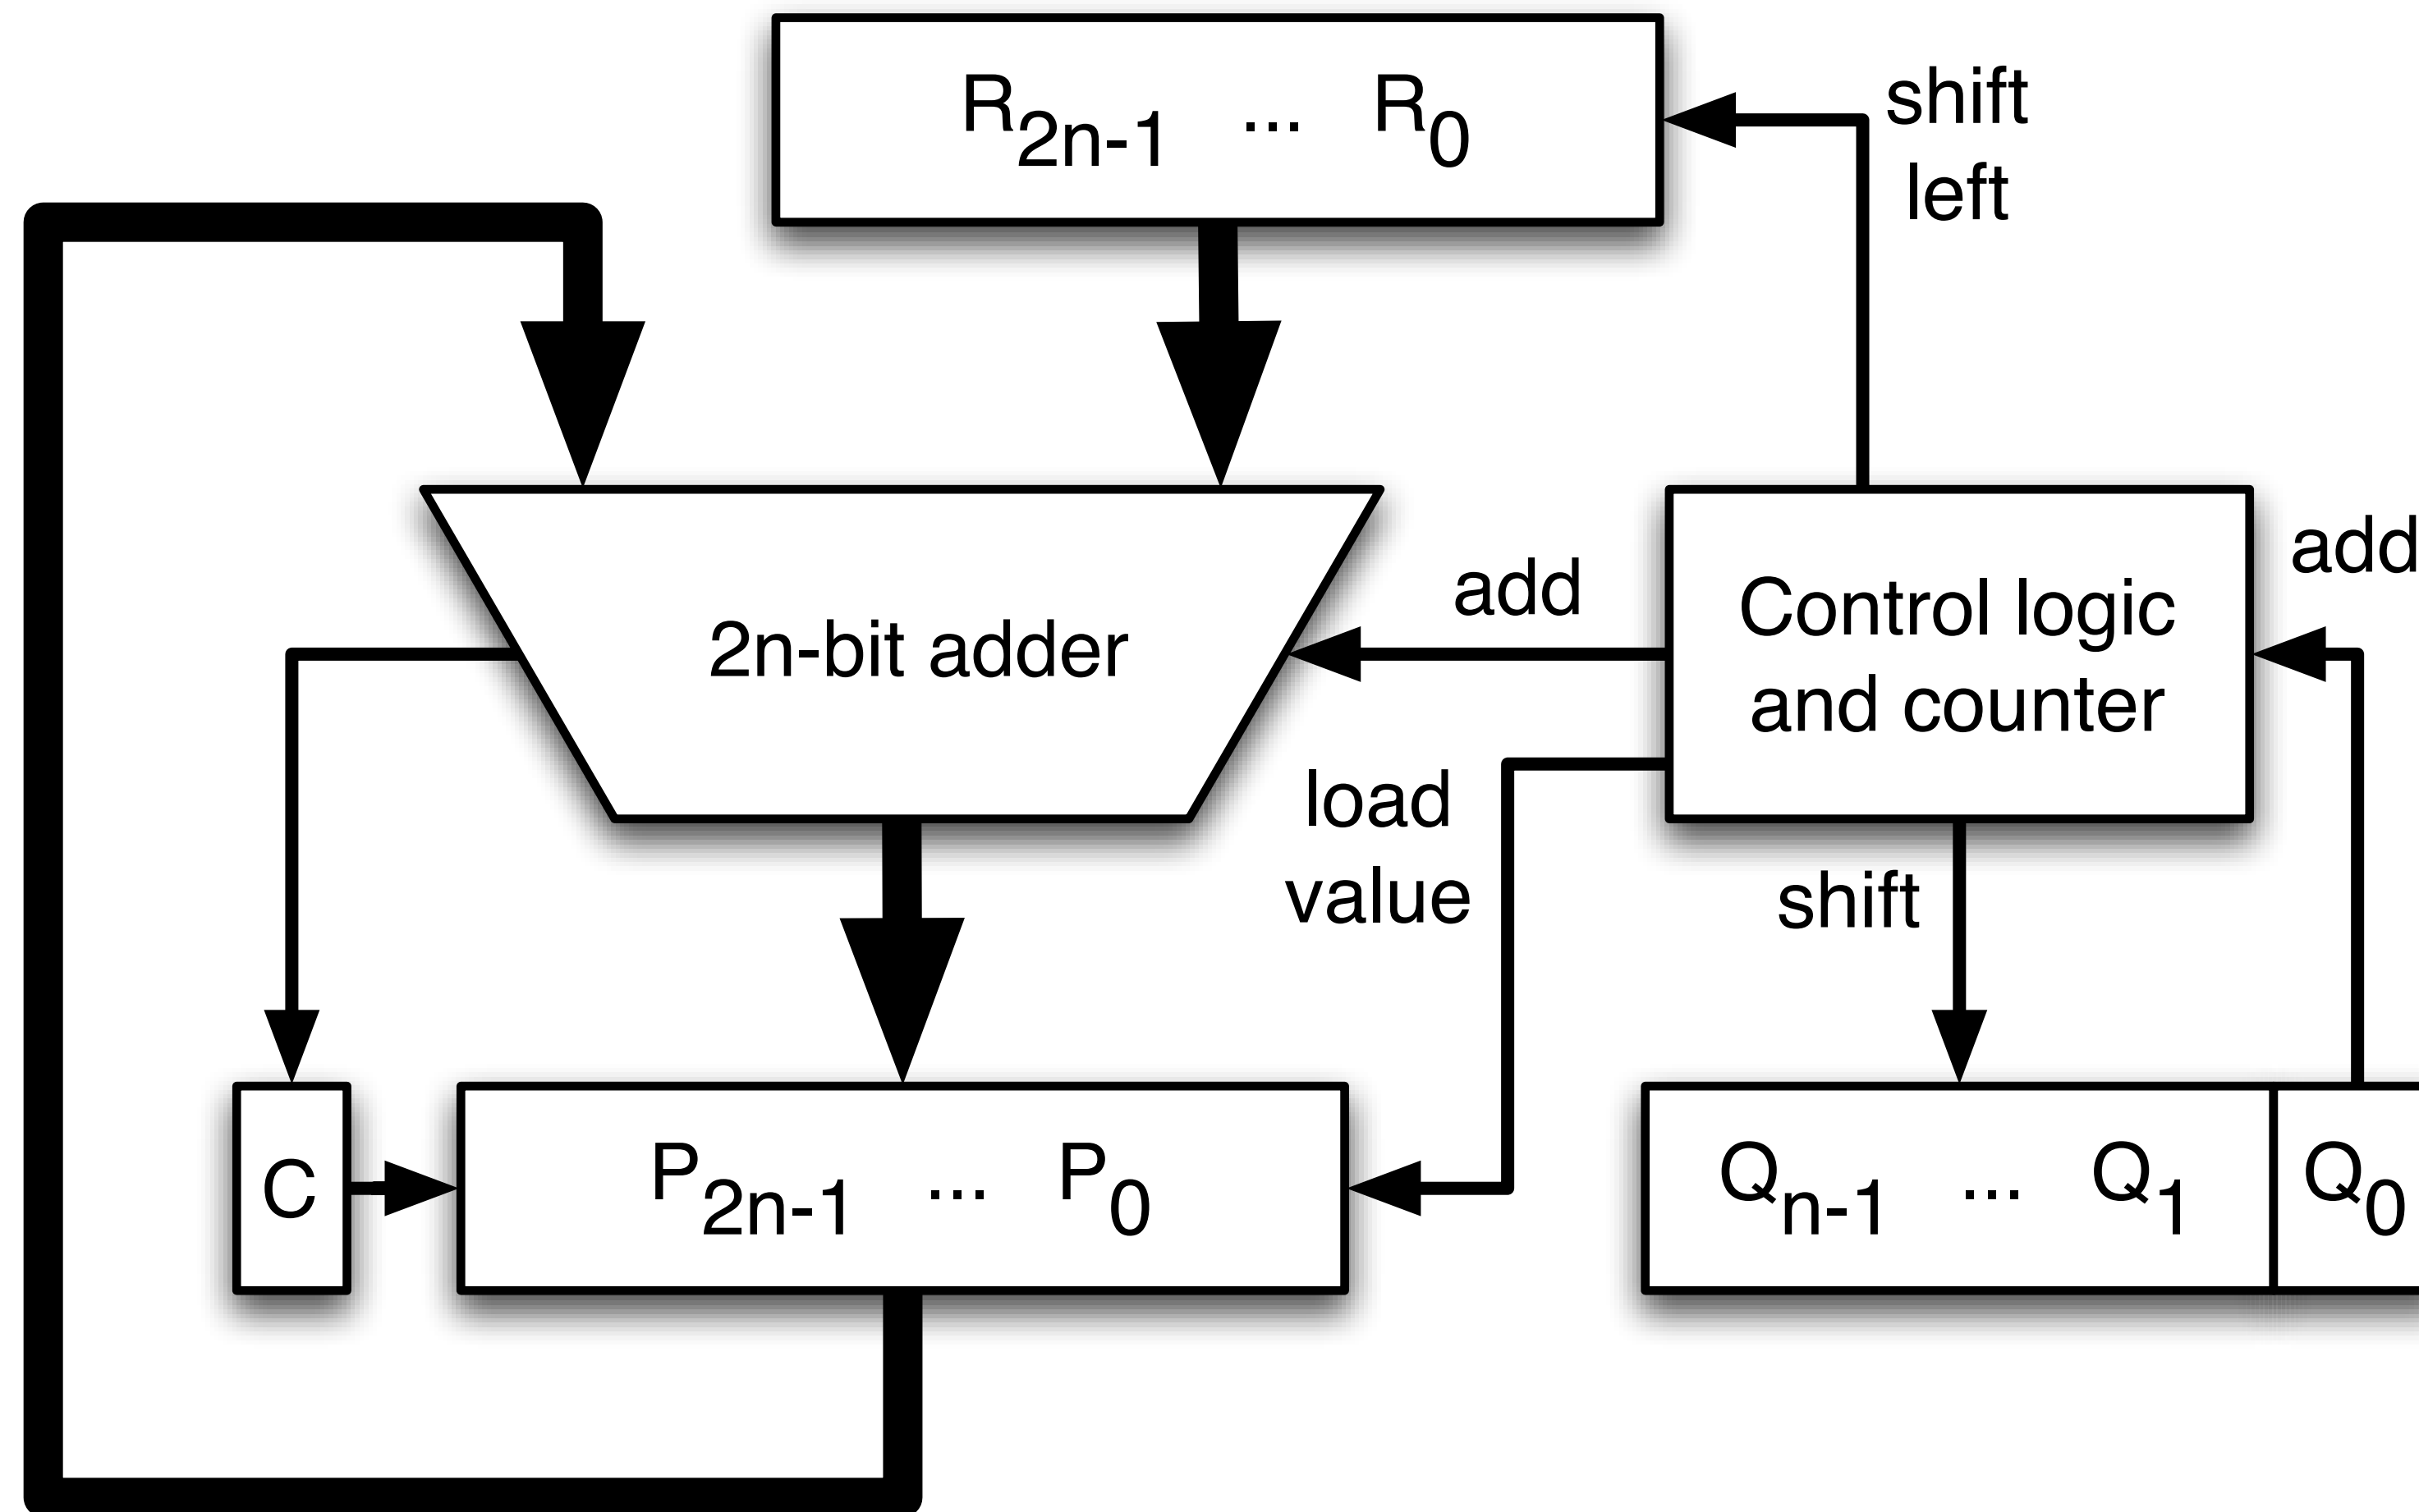 R2n-1 ... R0
shift
left
add
add
Control logic
and counter
2n-bit adder
load
value
shift
C
P2n-1 ... P0
Qn-1 ... Q1
Q0